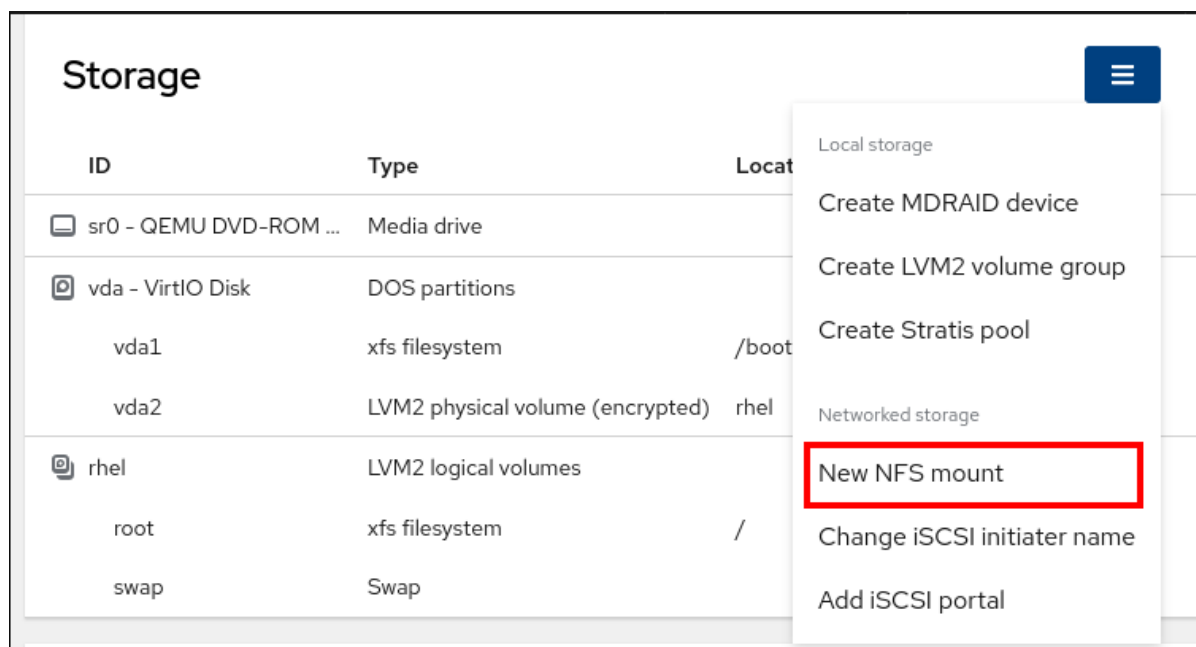 Storage
ID Type Locat
sr0 - QEMU DVD-ROM ... Media drive
vda - VirtIO Disk DOS partitions
vda1 xfs filesystem /boot
vda2 LVM2 physical volume (encrypted) rhel
rhel LVM2 logical volumes
root xfs filesystem /
swap Swap
Local storage
Create MDRAID device
Create LVM2 volume group
Create Stratis pool
Networked storage
New NFS mount
Change iSCSI initiater name
Add iSCSI portal